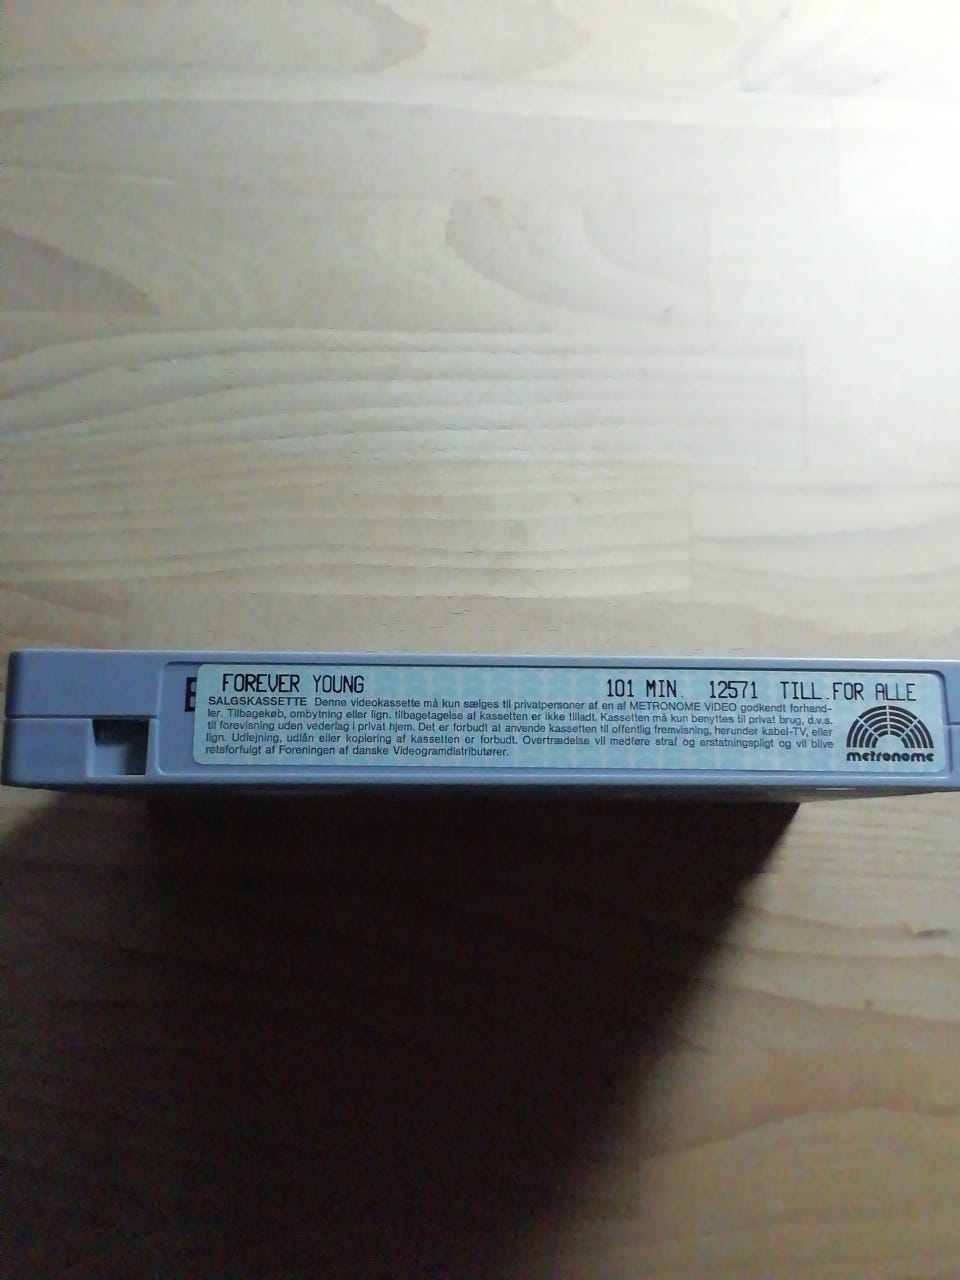 FOREVER YOUNG 101 MIN. 12571 TILL.FOR ALLE
SALGSKASSETTE Denne videokassette må kun sælges til privatpersoner af en af METRONOME VIDEO godkendt forhand-
ler. Tilbagekøb, ombytning eller lign. tilbagetagelse af kassetten er ikke tilladt. Kassetten må kun benyttes til privat brug, d.v.s.
til forevisning uden vederlag i privat hjem. Det er forbudt at anvende kassetten til offentlig fremvisning, herunder kabel-TV, eller
lign. Udlejning, udlån eller kopiering af kassetten er forbudt. Overtrædelse vil medføre straf og erstatningspligt og vil blive
retsforfulgt af Foreningen af danske Videogramdistributører.
metronome